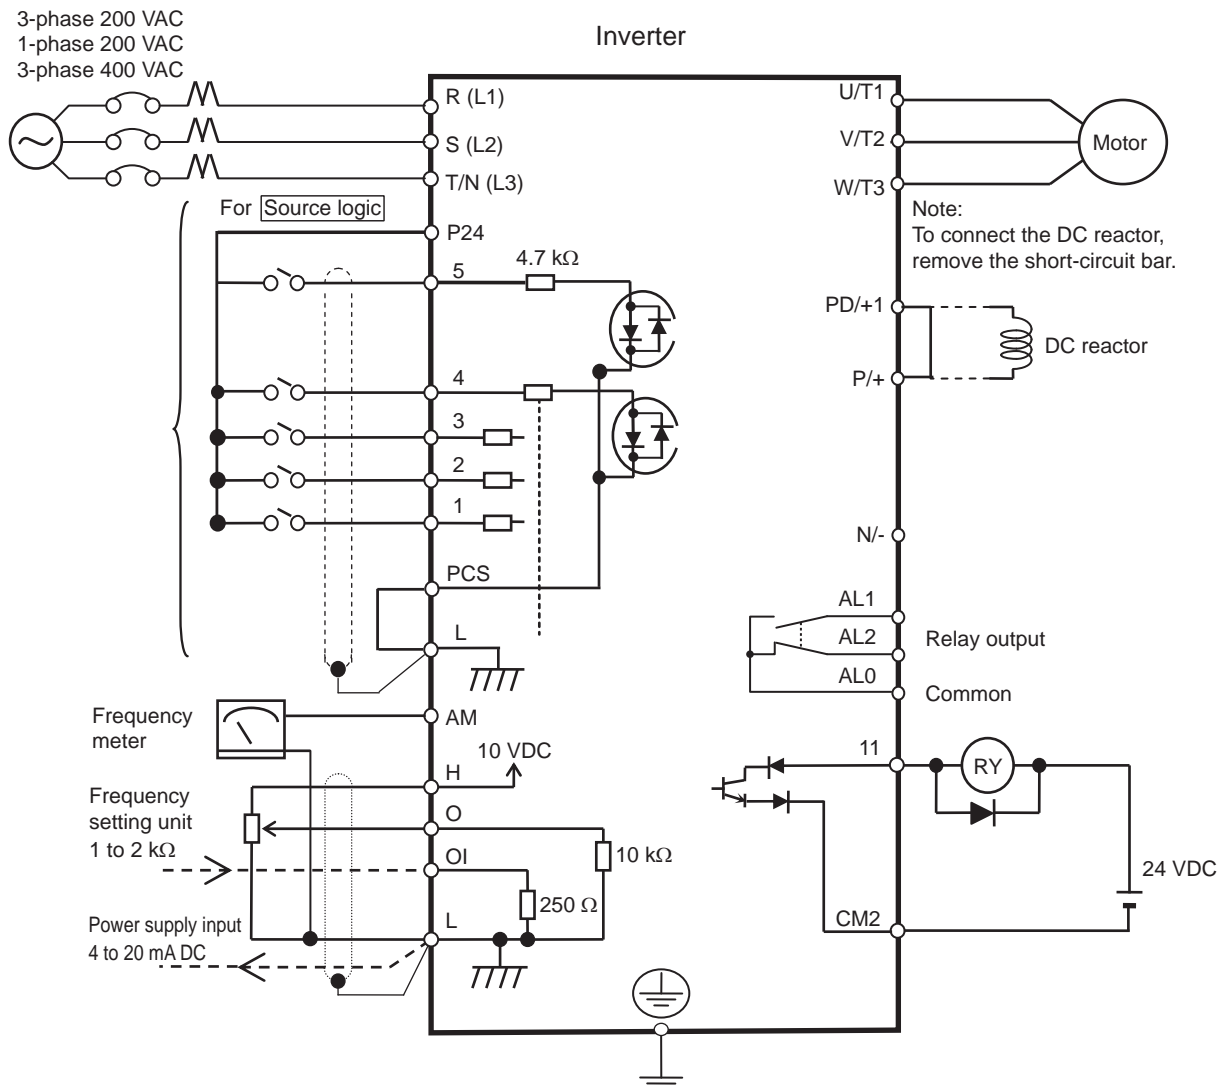 3-phase 200 VAC
1-phase 200 VAC
3-phase 400 VAC
Inverter
R (L1)
S (L2)
T/N (L3)
U/T1
V/T2
W/T3
Motor
For Source logic
P24
5
4.7 kΩ
4
3
2
1
PCS
L
Note:
To connect the DC reactor,
remove the short-circuit bar.
PD/+1
P/+
DC reactor
N/-
AL1
AL2
AL0
Relay output
Common
Frequency
meter
AM
H
10 VDC
Frequency
setting unit
1 to 2 kΩ
O
OI
10 kΩ
250 Ω
Power supply input
4 to 20 mA DC
L
11
RY
24 VDC
CM2